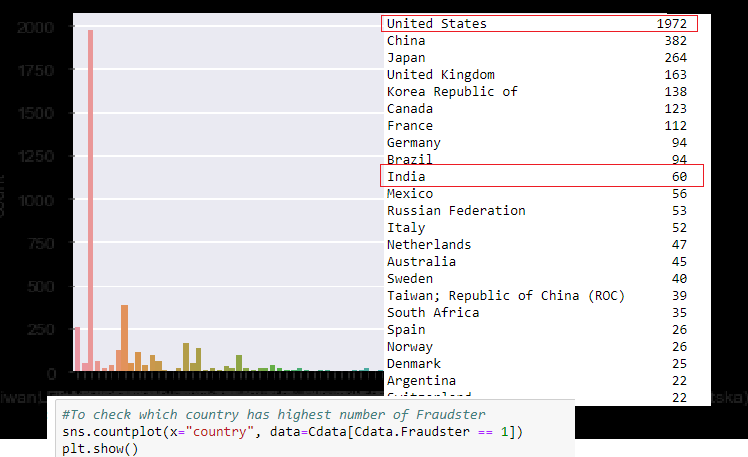 2000
1750
1500
1250
1000
750
500
250
0
United States 1972
China 382
Japan 264
United Kingdom 163
Korea Republic of 138
Canada 123
France 112
Germany 94
Brazil 94
India 60
Mexico 56
Russian Federation 53
Italy 52
Netherlands 47
Australia 45
Sweden 40
Taiwan; Republic of China (ROC) 39
South Africa 35
Spain 26
Norway 26
Denmark 25
Argentina 22
Switzerland 22
#To check which country has highest number of Fraudster
sns.countplot(x="country", data=Cdata[Cdata.Fraudster == 1])
plt.show()